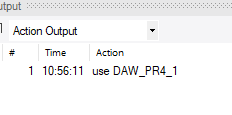 Output
Action Output
# Time Action
1 10:56:11 use DAW_PR4_1